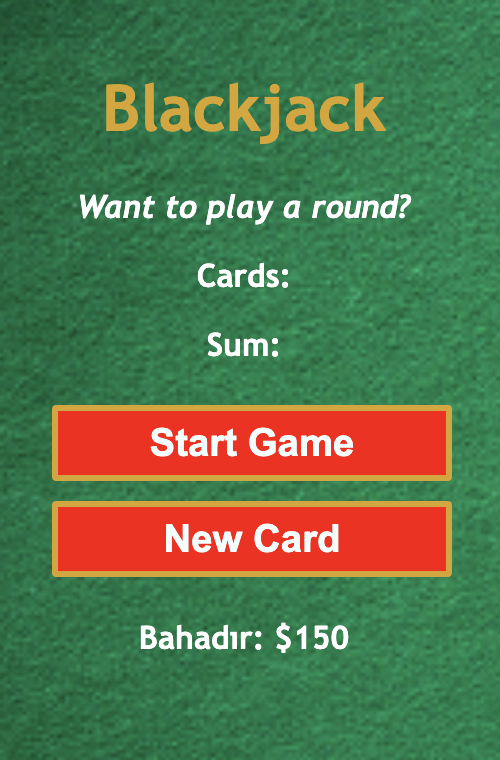 Blackjack
Want to play a round?
Cards:
Sum:
Start Game
New Card
Bahadır: $150